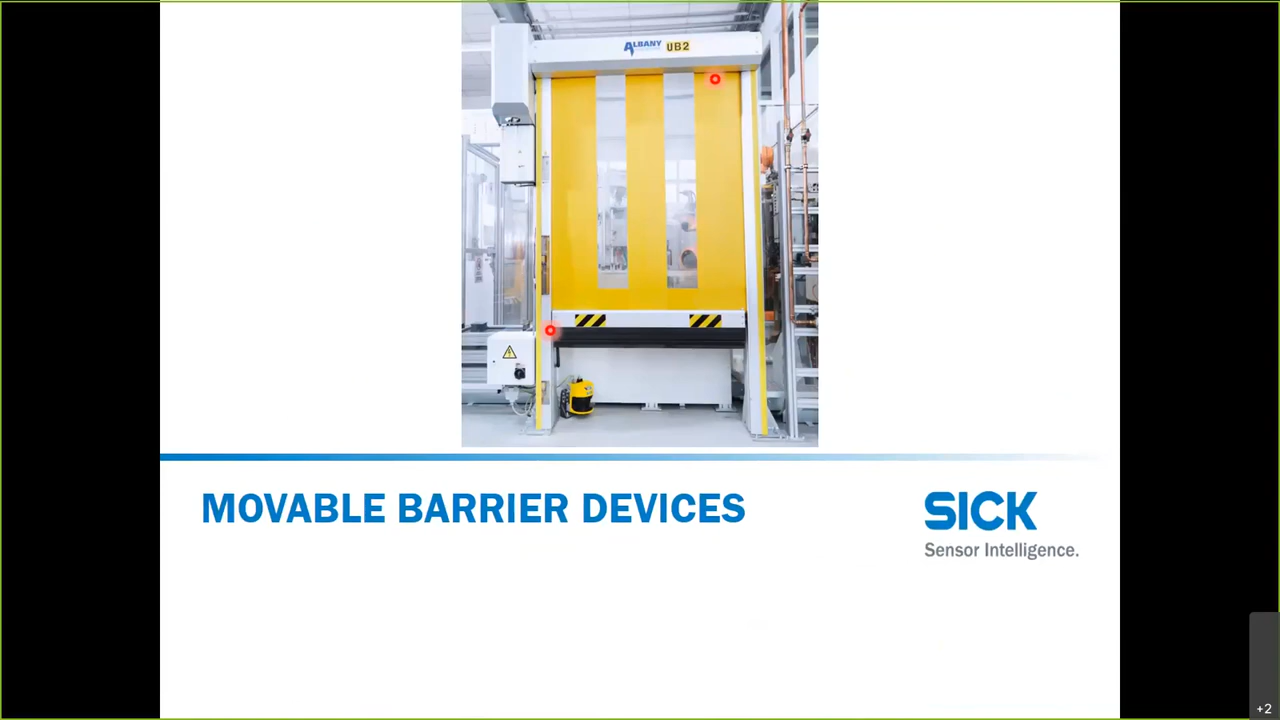 ALBANY
UB2
MOVABLE BARRIER DEVICES
SICK
Sensor Intelligence.
+2